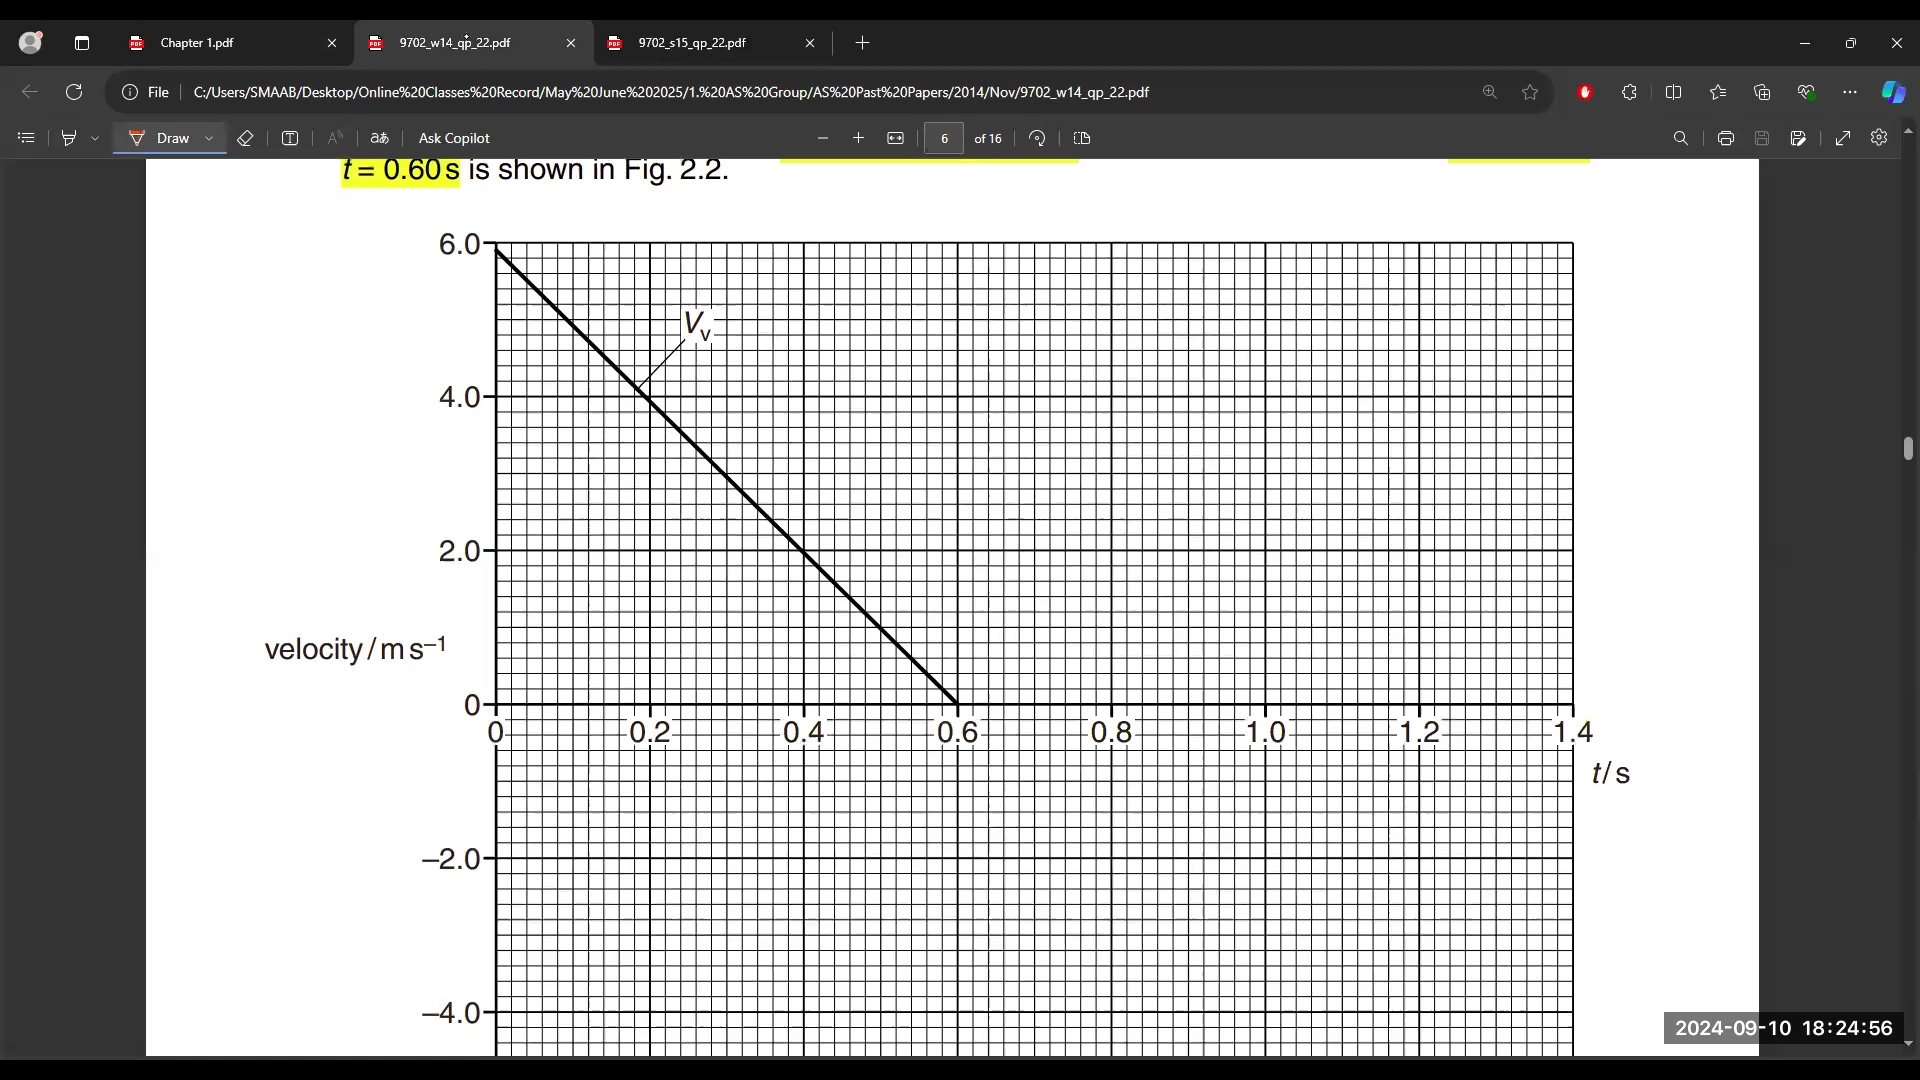 Chapter 1.pdf
9702_w14_qp_22.pdf
9702_s15_qp_22.pdf
File
C:/Users/SMAAB/Desktop/Online%20Classes%20Record/May%20June%202025/1.%20AS%20Group/AS%20Past%20Papers/2014/Nov/9702_w14_qp_22.pdf
Draw
Ask Copilot
6 of 16
t = 0.60 s is shown in Fig. 2.2.
6.0
Vv
4.0
2.0
velocity / m s–1
0
0 0.2 0.4 0.6 0.8 1.0 1.2 1.4
t / s
–2.0
–4.0
2024-09-10 18:24:56